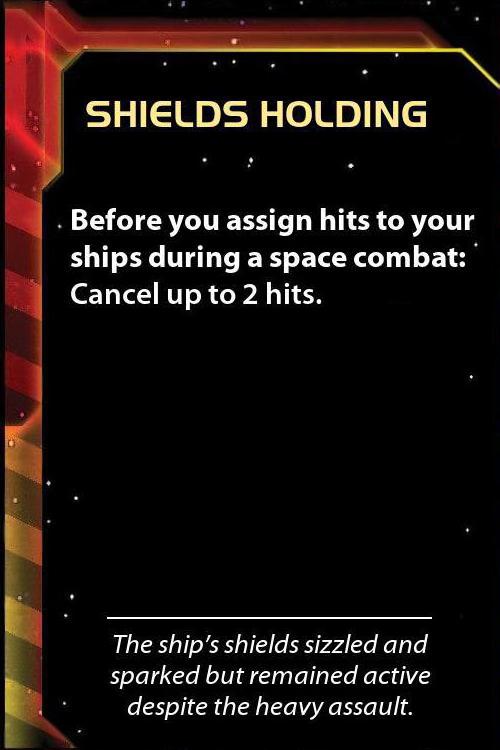 SHIELDS HOLDING
Before you assign hits to your
ships during a space combat:
Cancel up to 2 hits.
The ship's shields sizzled and
sparked but remained active
despite the heavy assault.